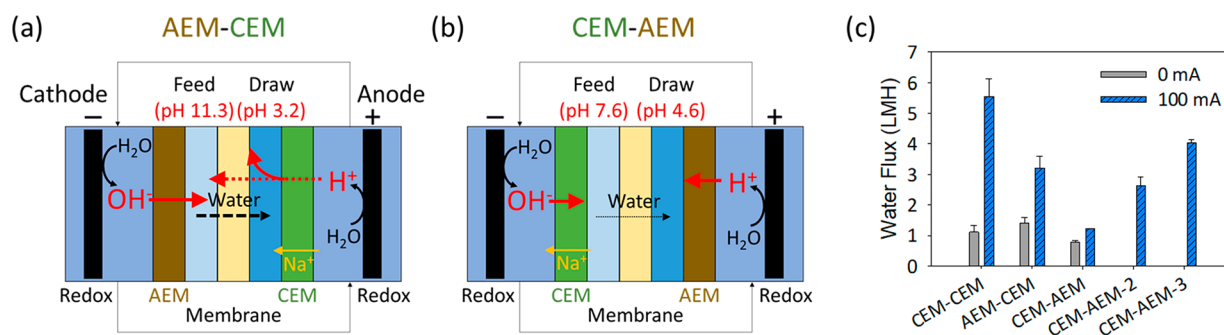 (a)
AEM-CEM
Feed Draw
Cathode (pH 11.3) (pH 3.2) Anode
− +
H₂O
OH⁻
H⁺
Water
H₂O
Na⁺
Redox AEM CEM Redox
Membrane
(b)
CEM-AEM
Feed Draw
(pH 7.6) (pH 4.6)
− +
H₂O
OH⁻
H⁺
Water
H₂O
Na⁺
Redox CEM AEM Redox
Membrane
(c)
Water Flux (LMH)
7
6
5
4
3
2
1
0
0 mA
100 mA
CEM-CEM
AEM-CEM
CEM-AEM
CEM-AEM-2
CEM-AEM-3